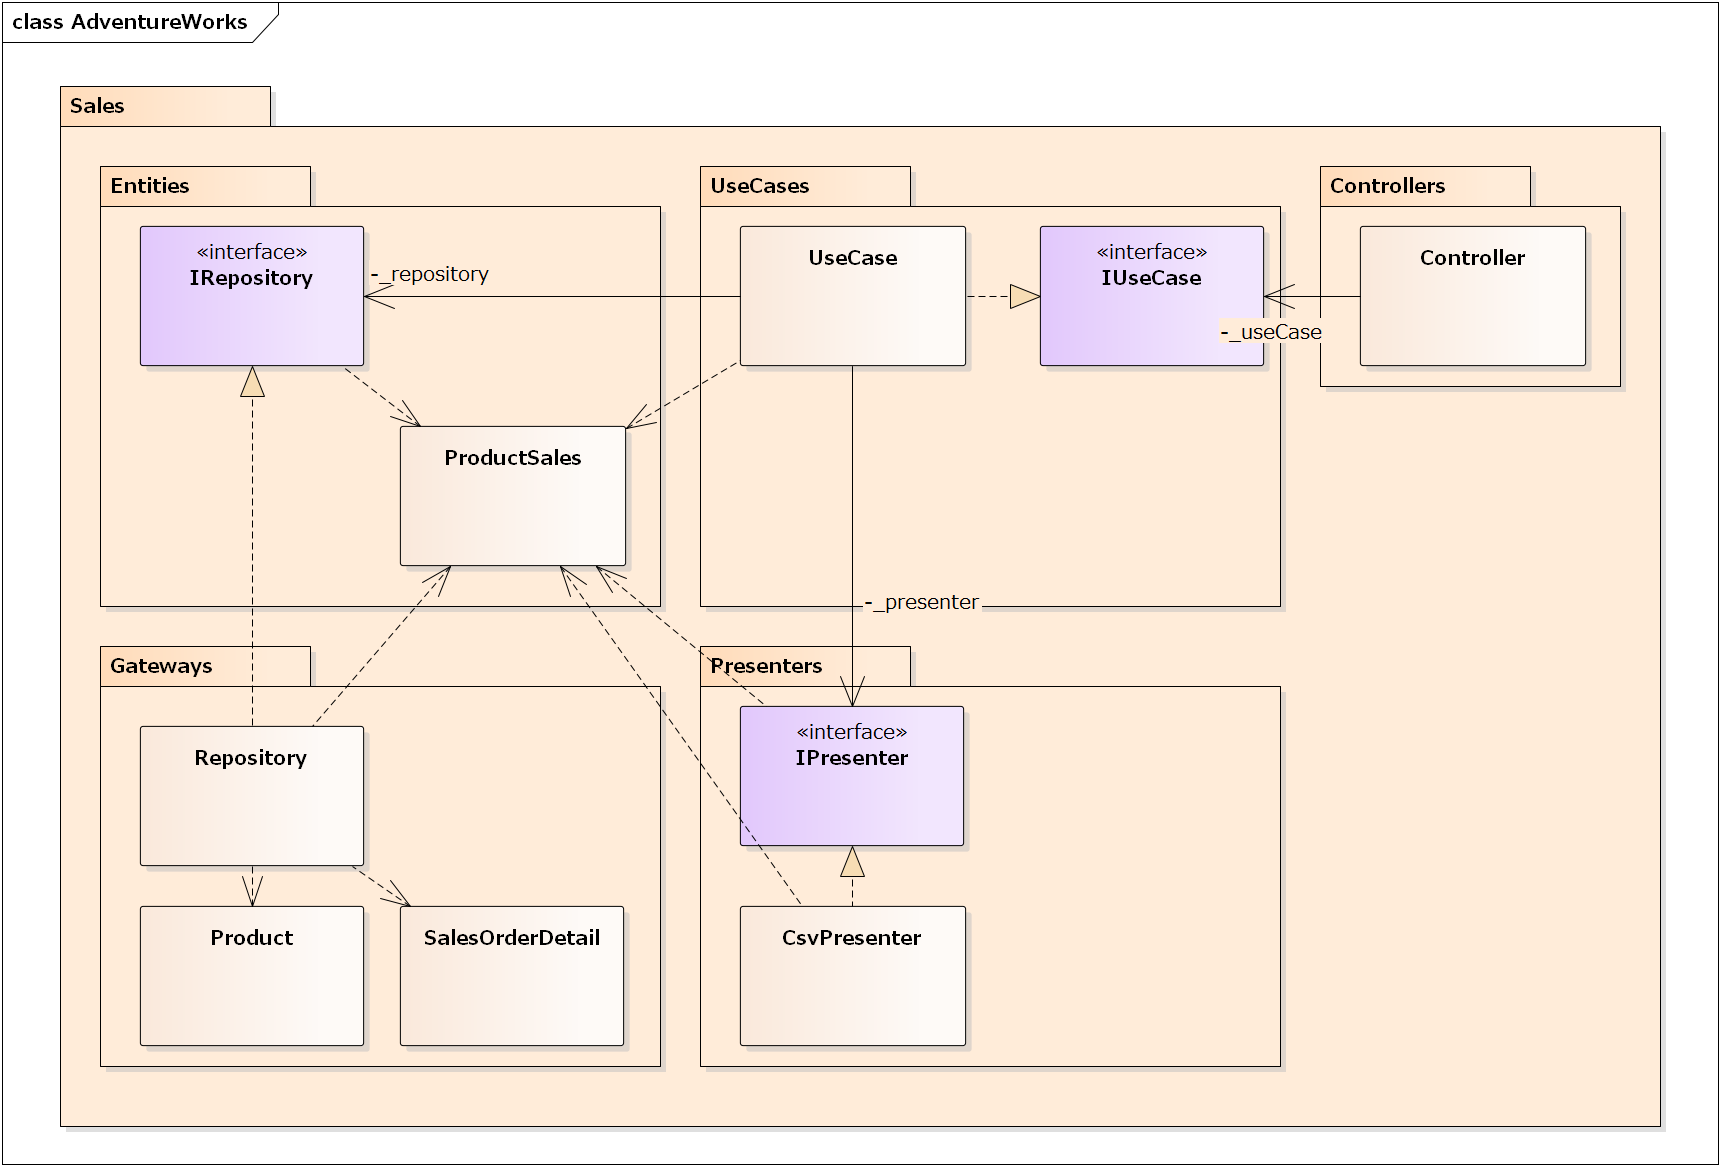 class AdventureWorks
Sales
Entities
UseCases
Controllers
«interface»
IRepository
-_repository
UseCase
«interface»
IUseCase
Controller
-_useCase
ProductSales
-_presenter
Gateways
Presenters
Repository
«interface»
IPresenter
Product
SalesOrderDetail
CsvPresenter